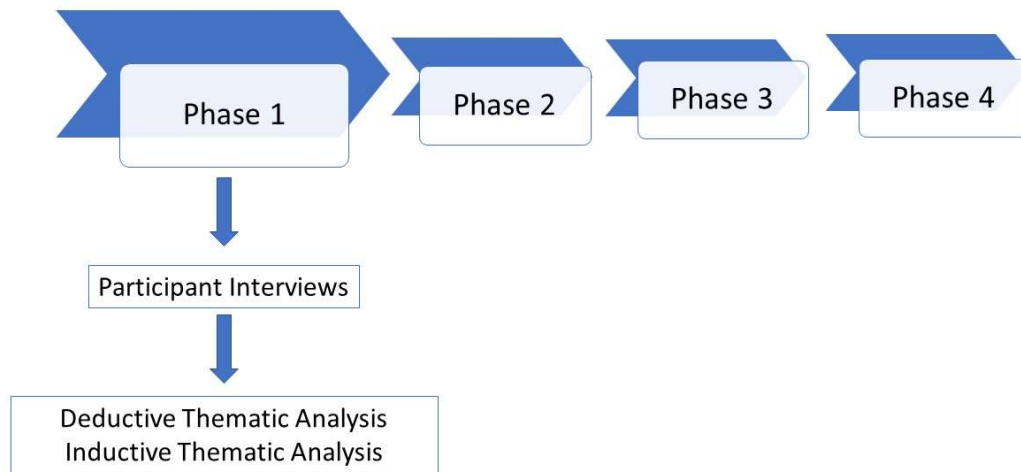 Phase 1
Phase 2
Phase 3
Phase 4
Participant Interviews
Deductive Thematic Analysis
Inductive Thematic Analysis